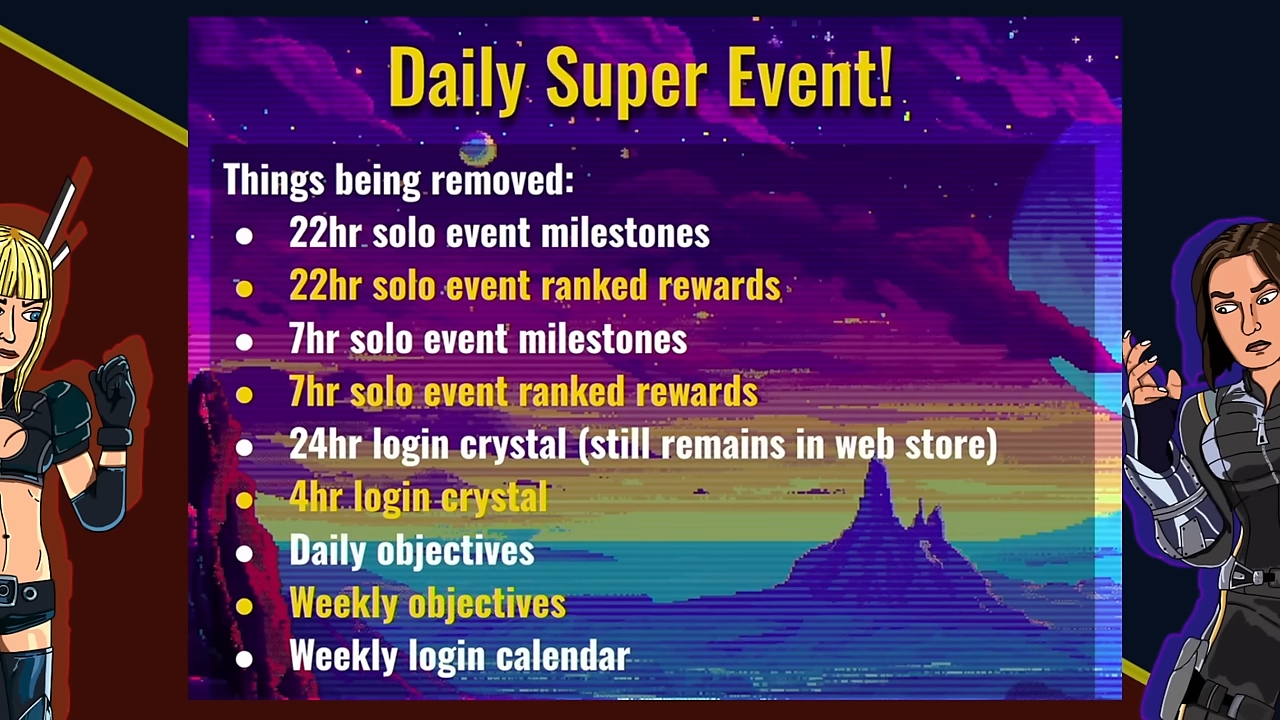 Daily Super Event!
Things being removed:
● 22hr solo event milestones
● 22hr solo event ranked rewards
● 7hr solo event milestones
● 7hr solo event ranked rewards
● 24hr login crystal (still remains in web store)
● 4hr login crystal
● Daily objectives
● Weekly objectives
● Weekly login calendar